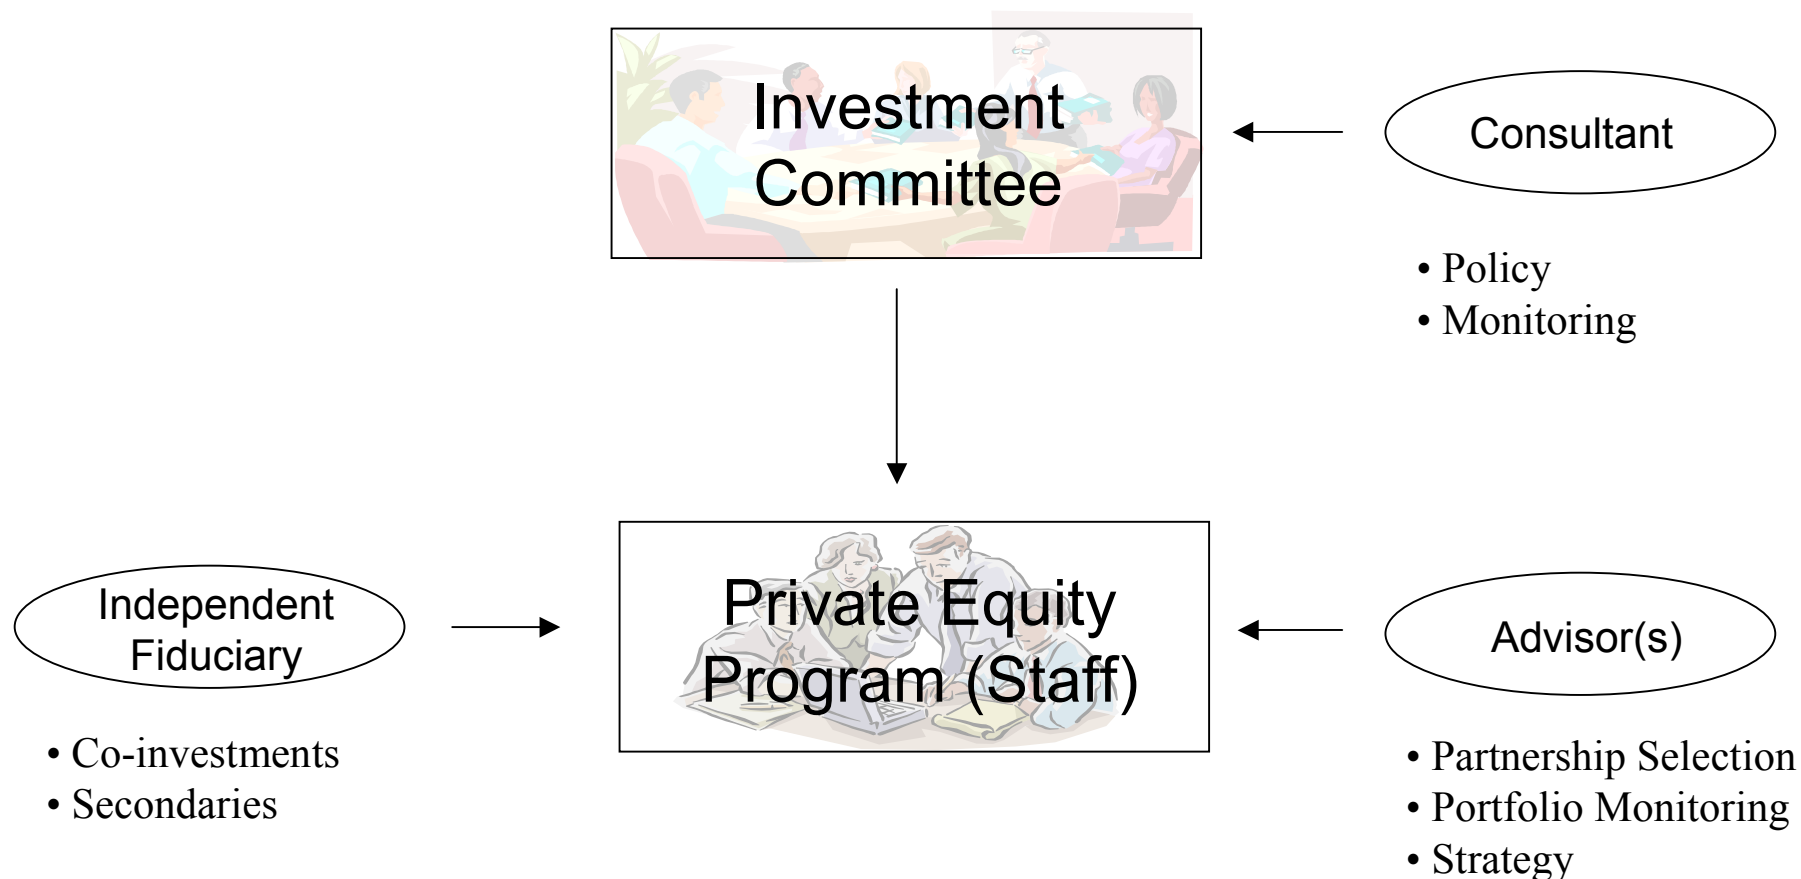 Investment
Committee
Consultant
• Policy
• Monitoring
Independent
Fiduciary
• Co-investments
• Secondaries
Private Equity
Program (Staff)
Advisor(s)
• Partnership Selection
• Portfolio Monitoring
• Strategy